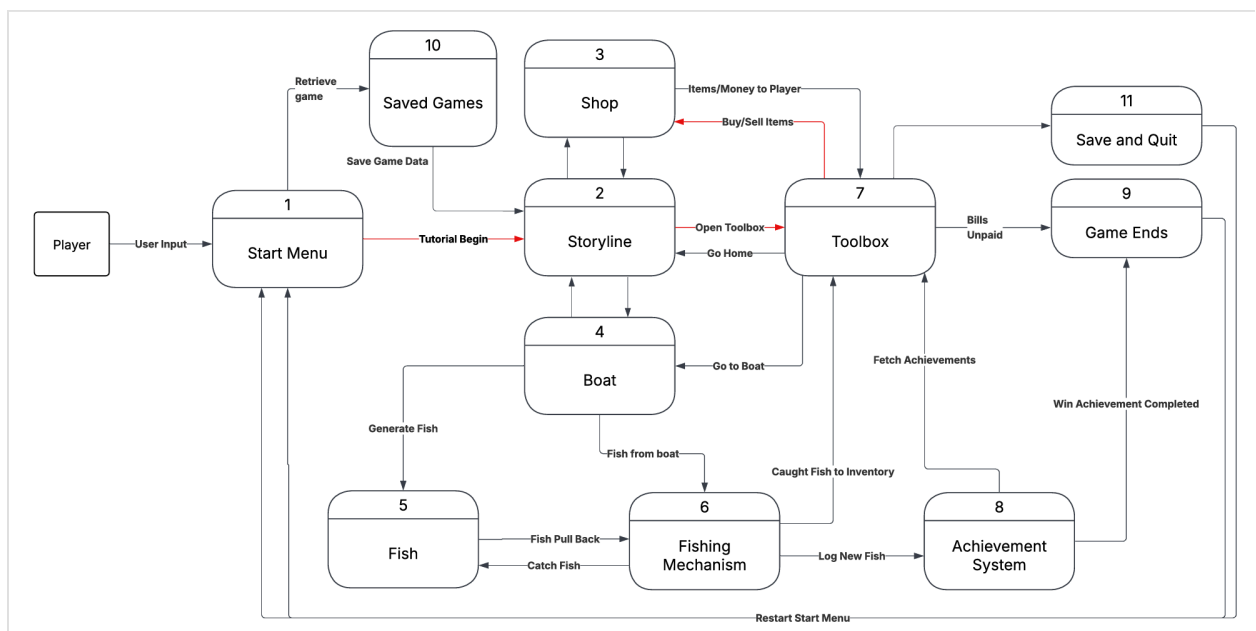 10
Saved Games
3
Shop
Retrieve
game
Items/Money to Player
Buy/Sell Items
11
Save and Quit
Save Game Data
1
Start Menu
2
Storyline
7
Toolbox
9
Game Ends
Player
User Input
Tutorial Begin
Open Toolbox
Go Home
Bills
Unpaid
4
Boat
Go to Boat
Fetch Achievements
Win Achievement Completed
Generate Fish
Fish from boat
Caught Fish to Inventory
5
Fish
6
Fishing
Mechanism
8
Achievement
System
Fish Pull Back
Catch Fish
Log New Fish
Restart Start Menu